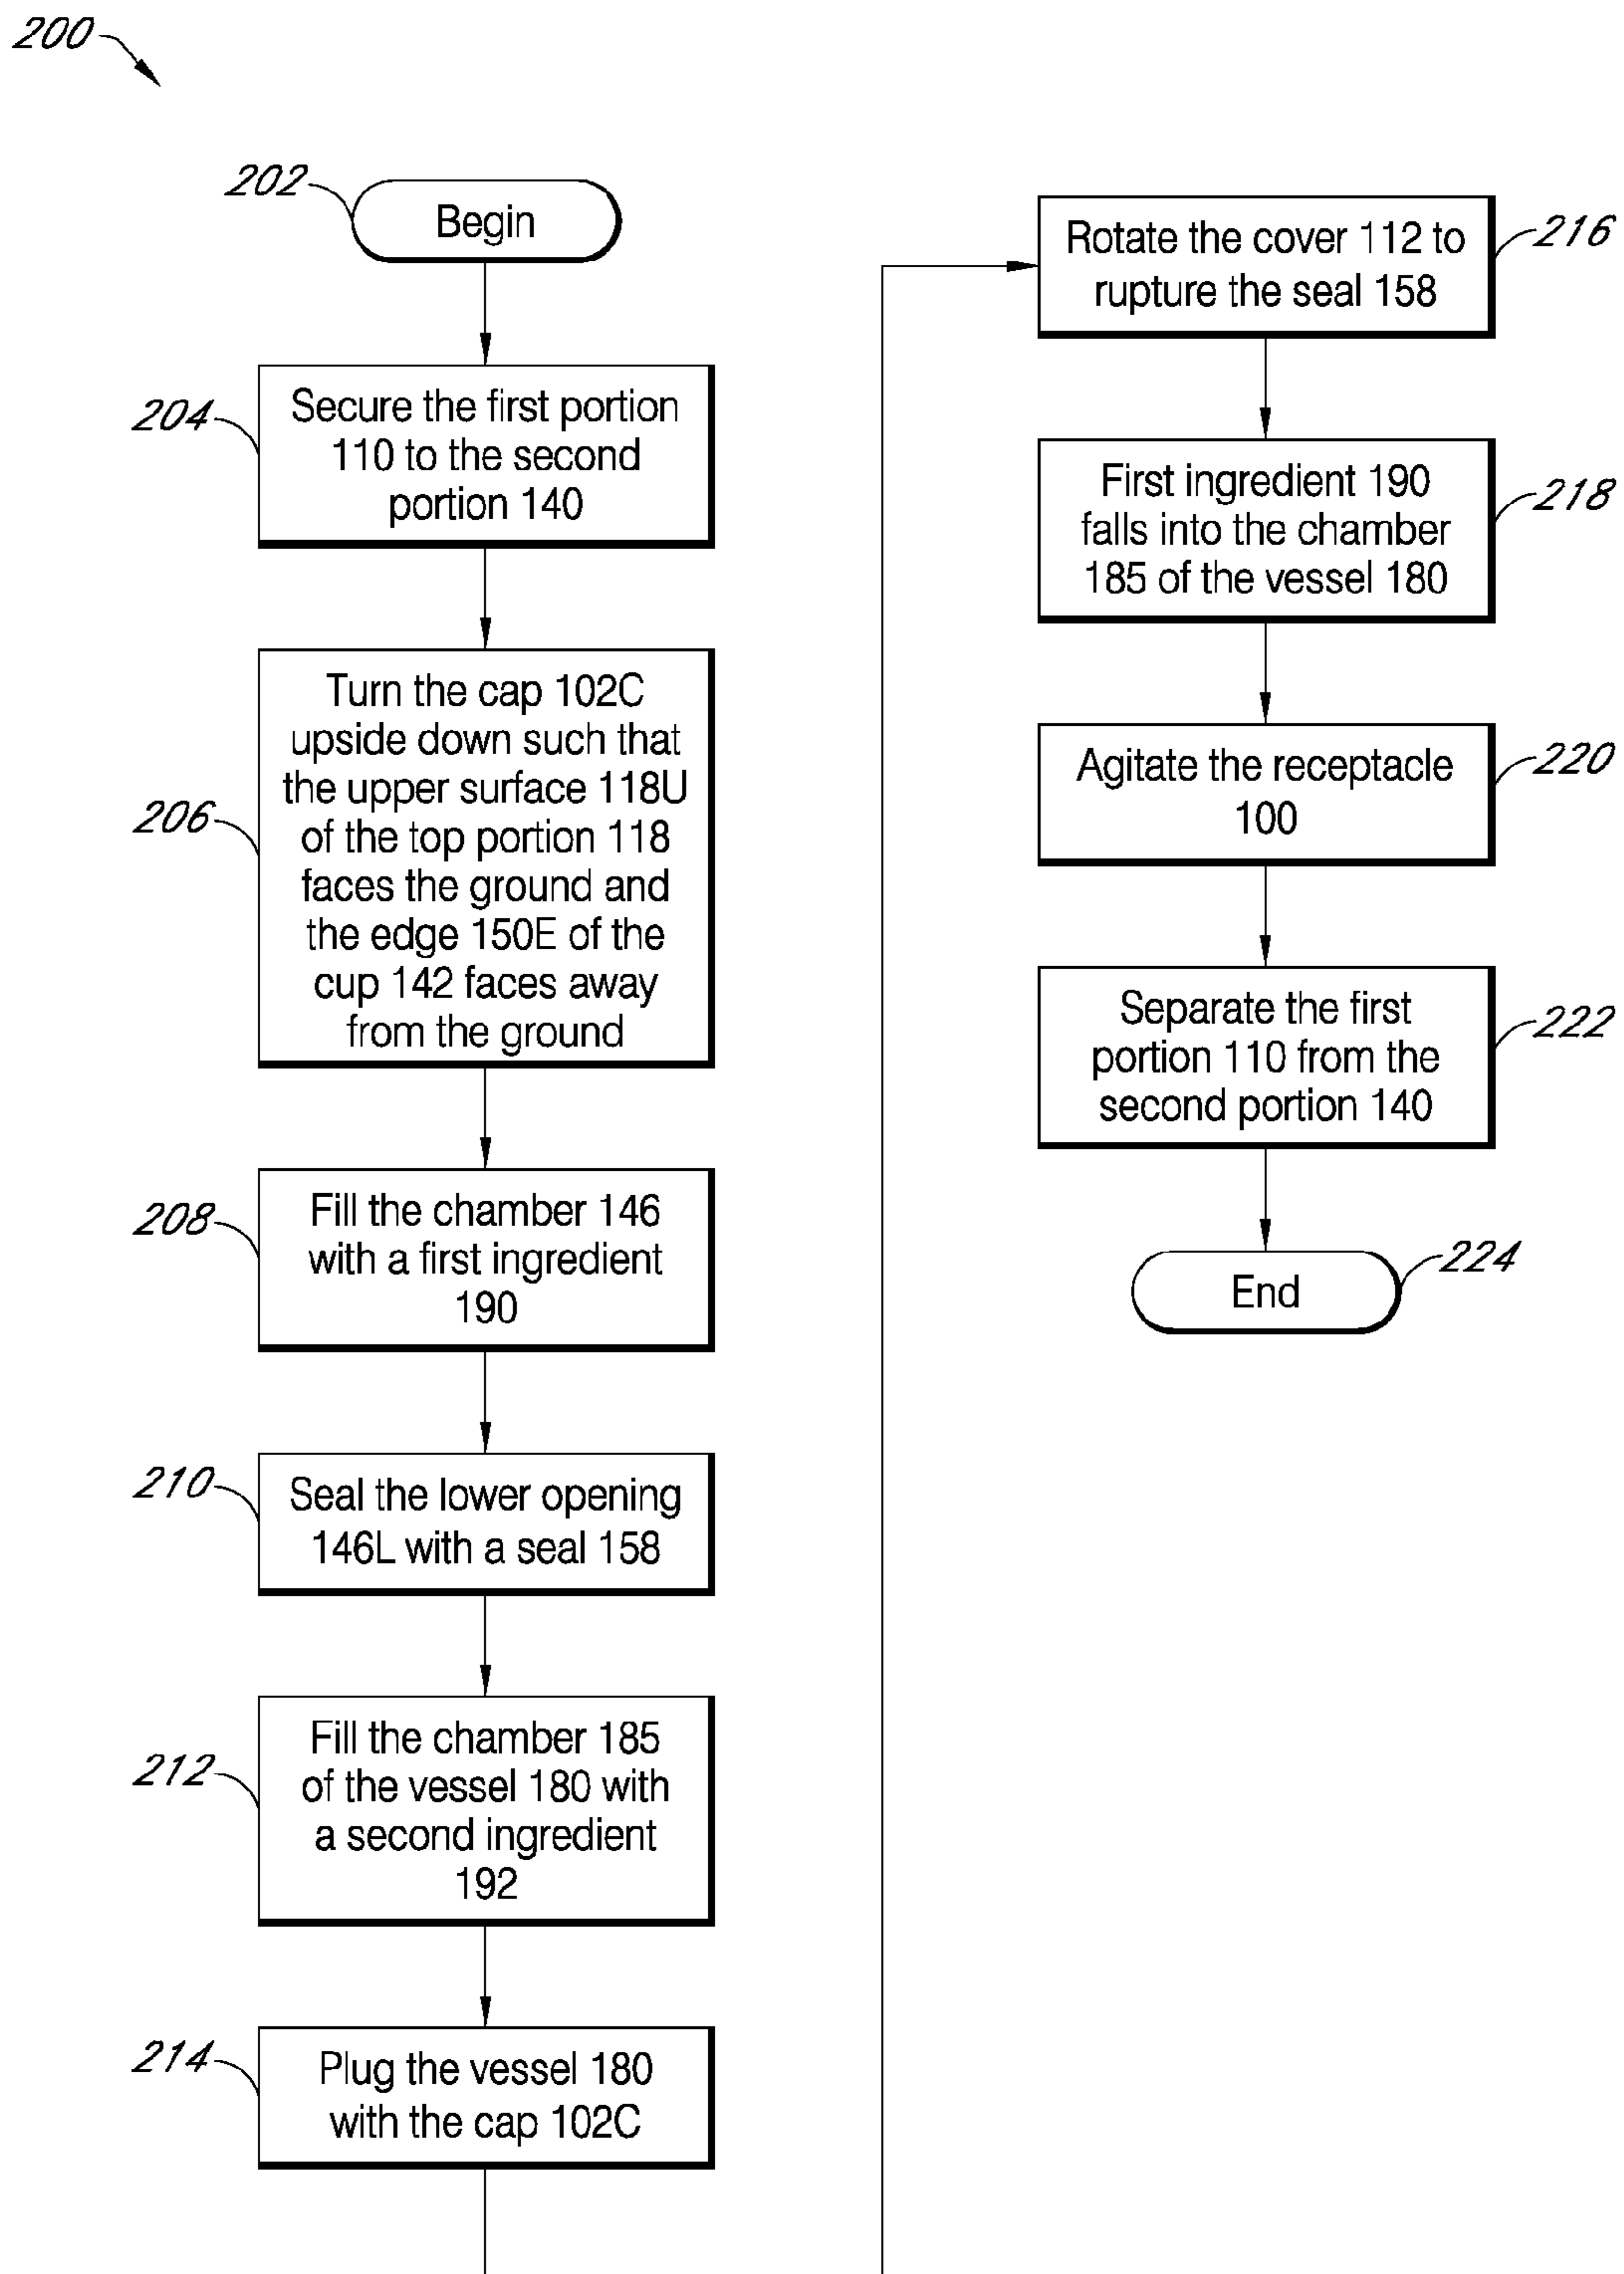 200
202
Begin
204
Secure the first portion
110 to the second
portion 140
206
Turn the cap 102C
upside down such that
the upper surface 118U
of the top portion 118
faces the ground and
the edge 150E of the
cup 142 faces away
from the ground
208
Fill the chamber 146
with a first ingredient
190
210
Seal the lower opening
146L with a seal 158
212
Fill the chamber 185
of the vessel 180 with
a second ingredient
192
214
Plug the vessel 180
with the cap 102C
216
Rotate the cover 112 to
rupture the seal 158
218
First ingredient 190
falls into the chamber
185 of the vessel 180
220
Agitate the receptacle
100
222
Separate the first
portion 110 from the
second portion 140
224
End